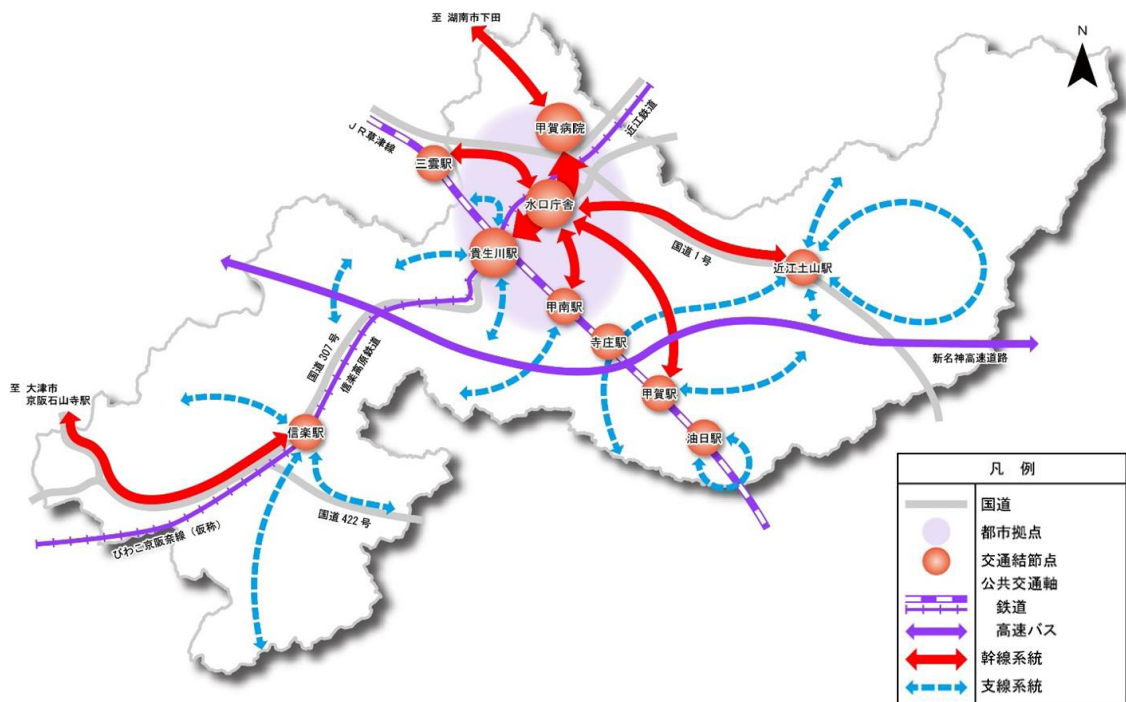 至 湖南市下田
N
甲賀病院
近江鉄道
JR草津線
三雲駅
水口庁舎
国道1号
貴生川駅
近江土山駅
甲南駅
寺庄駅
新名神高速道路
国道307号
信楽高原鉄道
甲賀駅
至 大津市
京阪石山寺駅
信楽駅
油日駅
国道422号
びわこ京阪奈線（仮称）
凡 例
国道
都市拠点
交通結節点
公共交通軸
鉄道
高速バス
幹線系統
支線系統